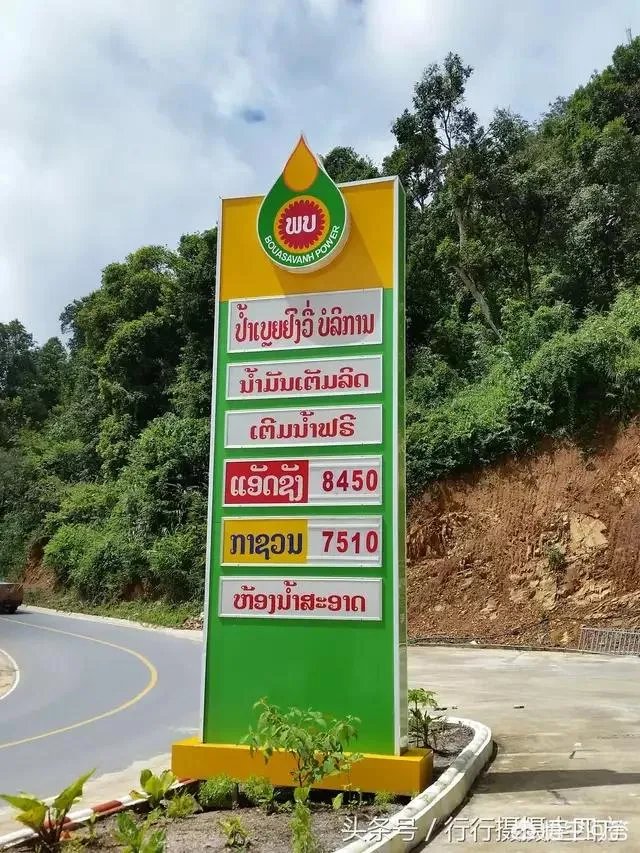 ພບ
BOUASAVANH POWER
ປໍ້າເບຼຍຢົງວື່ ບໍລິການ
ນໍ້າມັນເຕັມລິດ
ເຕີມນໍ້າຟຣີ
ແອັດຊັງ 8450
ກາຊວນ 7510
ຫ້ອງນໍ້າສະອາດ
头条号 / 行行摄摄走四方